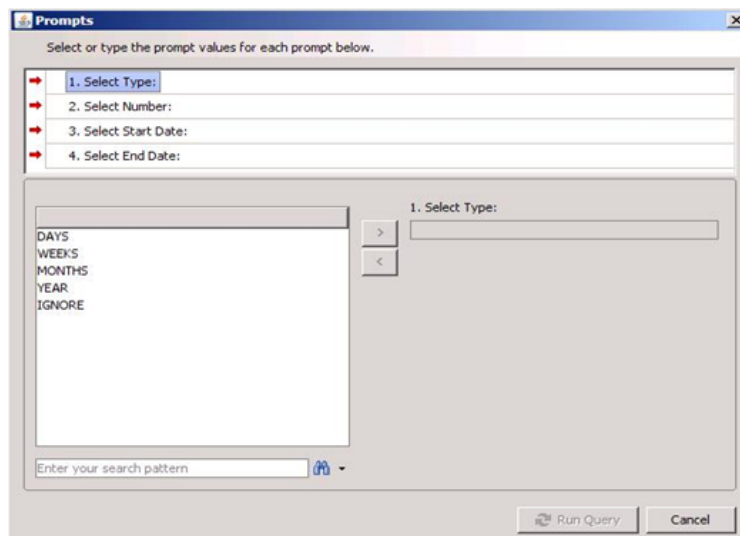 Prompts
Select or type the prompt values for each prompt below.
1. Select Type:
2. Select Number:
3. Select Start Date:
4. Select End Date:
1. Select Type:
>
<
DAYS
WEEKS
MONTHS
YEAR
IGNORE
Enter your search pattern
Run Query
Cancel